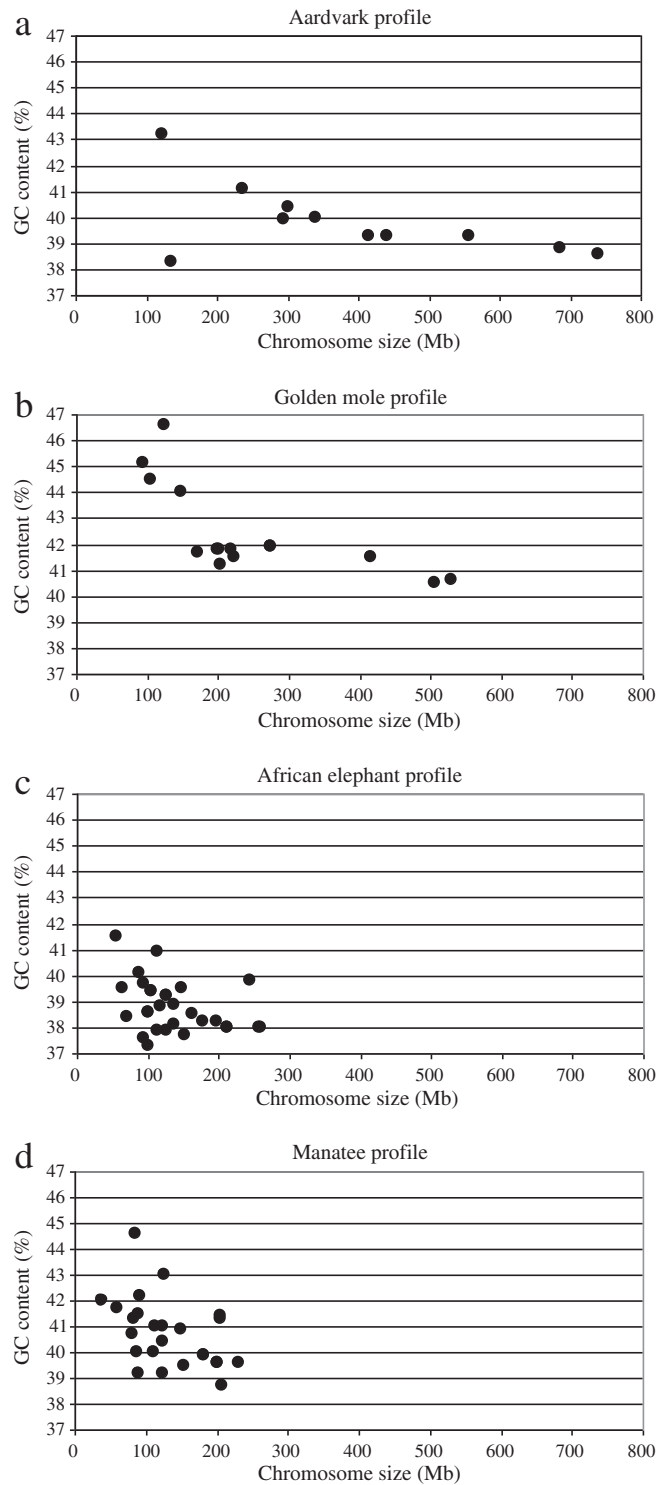 a
Aardvark profile
GC content (%)
47
46
45
44
43
42
41
40
39
38
37
0 100 200 300 400 500 600 700 800
Chromosome size (Mb)
b
Golden mole profile
GC content (%)
47
46
45
44
43
42
41
40
39
38
37
0 100 200 300 400 500 600 700 800
Chromosome size (Mb)
c
African elephant profile
GC content (%)
47
46
45
44
43
42
41
40
39
38
37
0 100 200 300 400 500 600 700 800
Chromosome size (Mb)
d
Manatee profile
GC content (%)
47
46
45
44
43
42
41
40
39
38
37
0 100 200 300 400 500 600 700 800
Chromosome size (Mb)